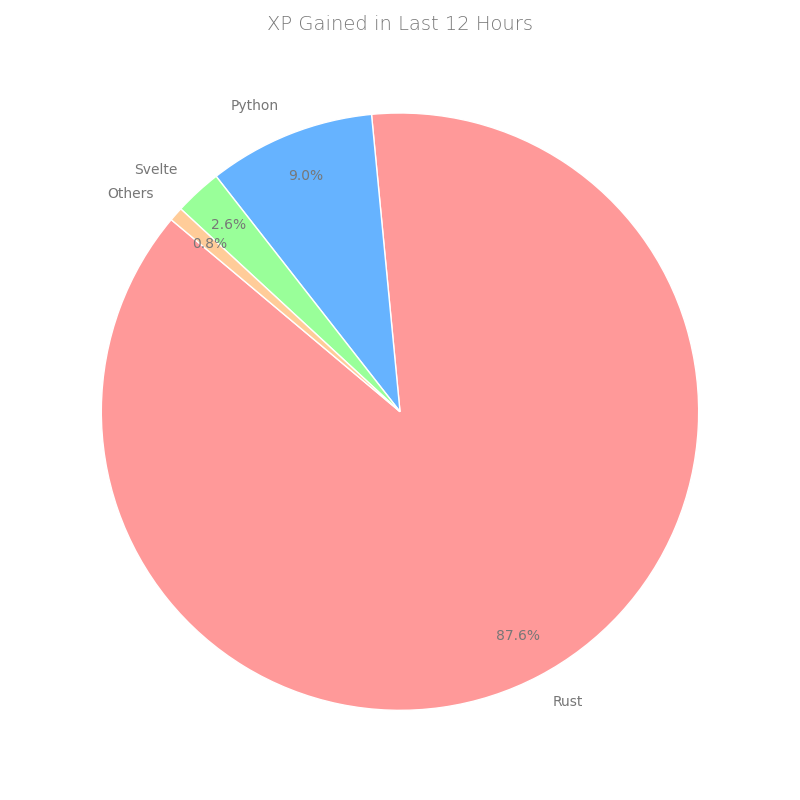 XP Gained in Last 12 Hours
Python
Svelte
Others
9.0%
2.6%
0.8%
87.6%
Rust